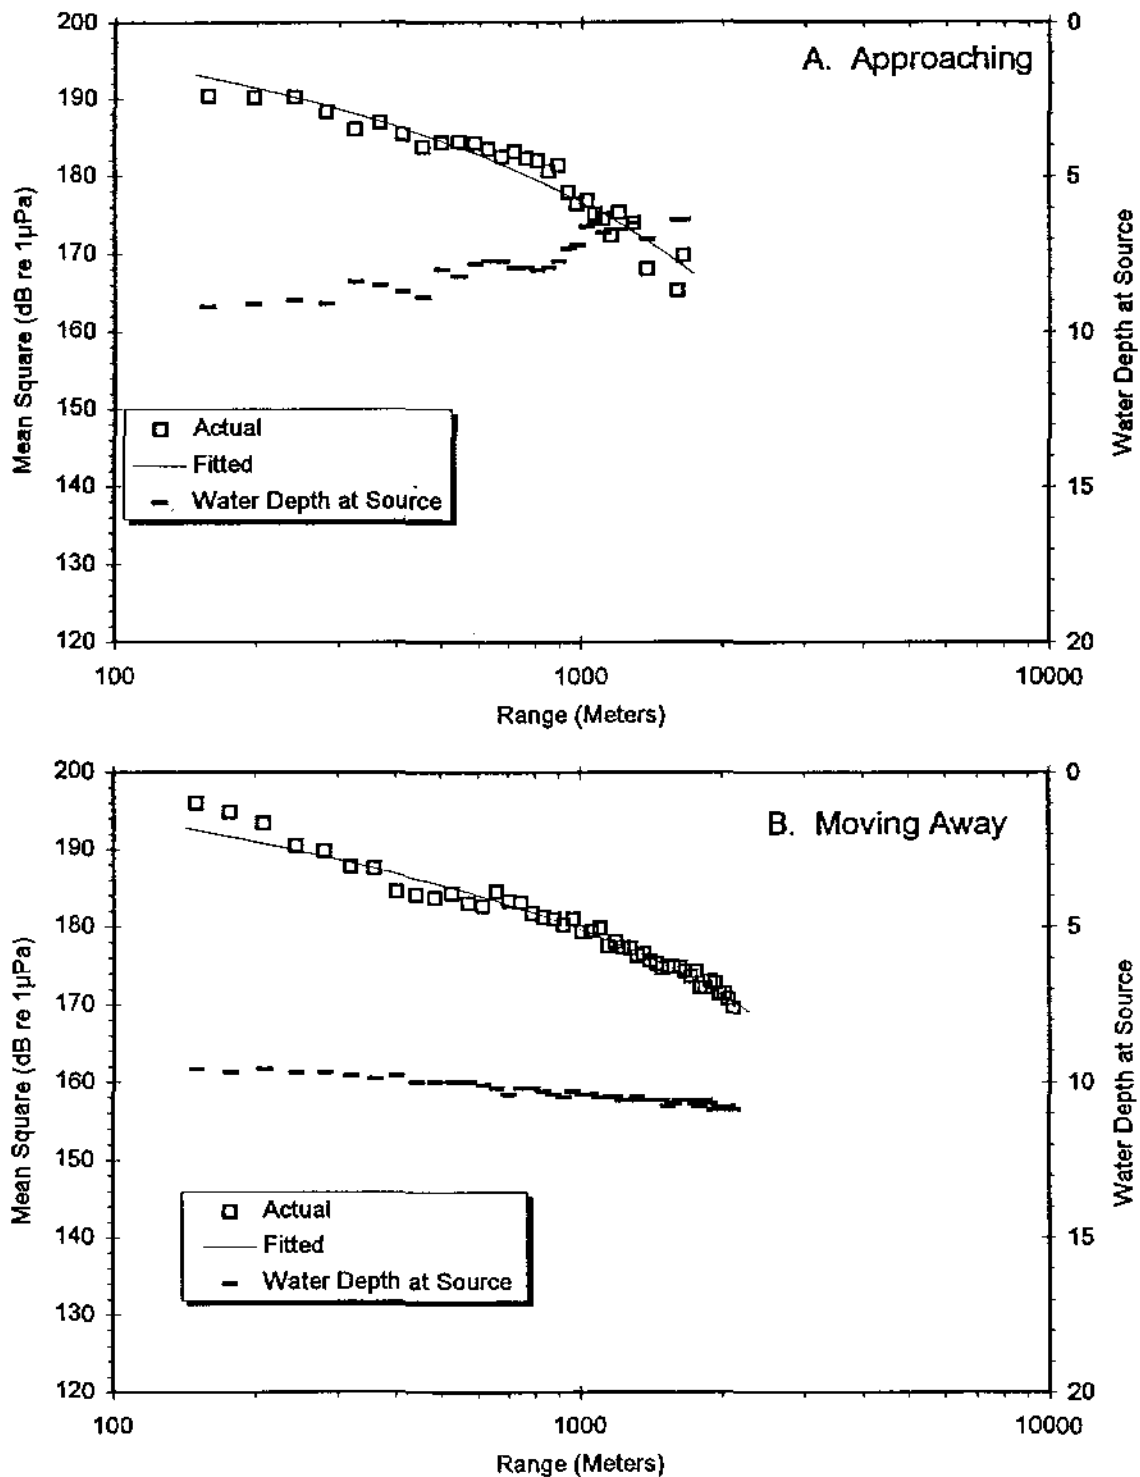 A. Approaching
200
190
180
170
160
150
140
130
120
Mean Square (dB re 1µPa)
0
5
10
15
20
Water Depth at Source
Actual
Fitted
Water Depth at Source
100
1000
10000
Range (Meters)
B. Moving Away
200
190
180
170
160
150
140
130
120
Mean Square (dB re 1µPa)
0
5
10
15
20
Water Depth at Source
Actual
Fitted
Water Depth at Source
100
1000
10000
Range (Meters)